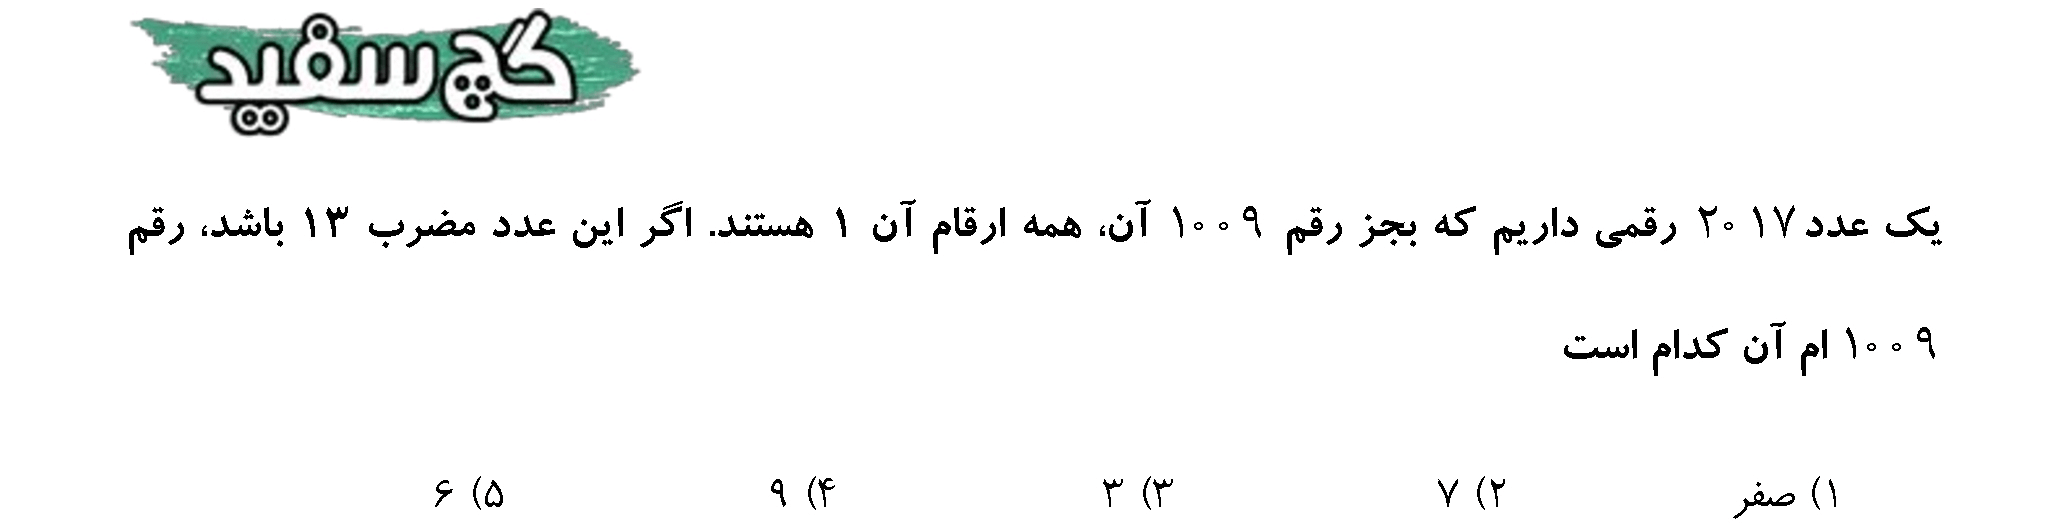 گچ سفید
یک عدد ۲۰۱۷ رقمی داریم که بجز رقم ۱۰۰۹ آن، همه ارقام آن ۱ هستند. اگر این عدد مضرب ۱۳ باشد، رقم
۱۰۰۹ ام آن کدام است
۱) صفر ۲) ۷ ۳) ۳ ۴) ۹ ۵) ۶